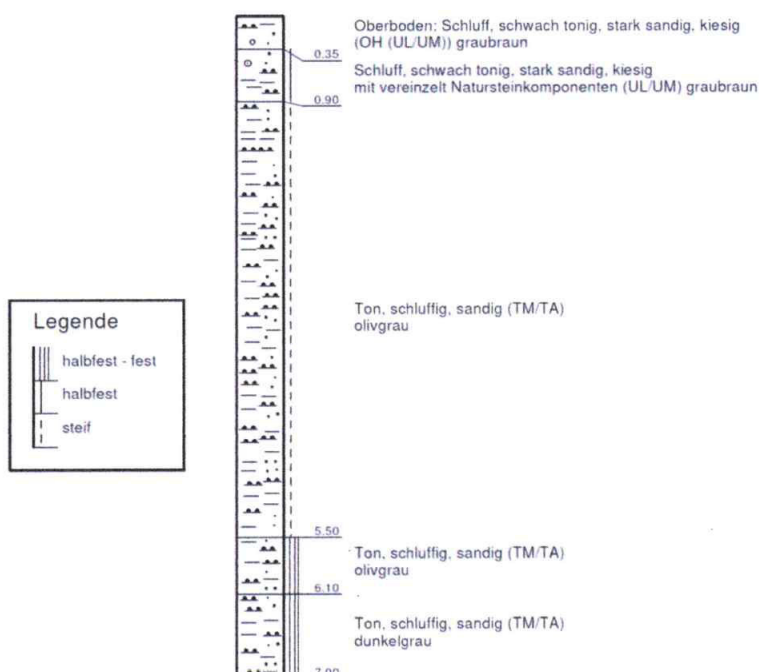 Oberboden: Schluff, schwach tonig, stark sandig, kiesig
(OH (UL/UM)) graubraun
0.35
Schluff, schwach tonig, stark sandig, kiesig
mit vereinzelt Natursteinkomponenten (UL/UM) graubraun
0.90
Ton, schluffig, sandig (TM/TA)
olivgrau
Legende
halbfest - fest
halbfest
steif
5.50
Ton, schluffig, sandig (TM/TA)
olivgrau
6.10
Ton, schluffig, sandig (TM/TA)
dunkelgrau